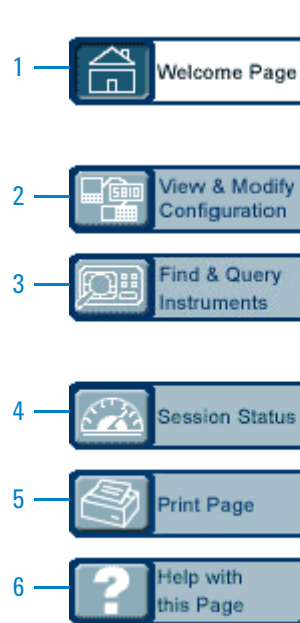 1
Welcome Page
2
5810
View & Modify
Configuration
3
Find & Query
Instruments
4
Session Status
5
Print Page
6
?
Help with
this Page